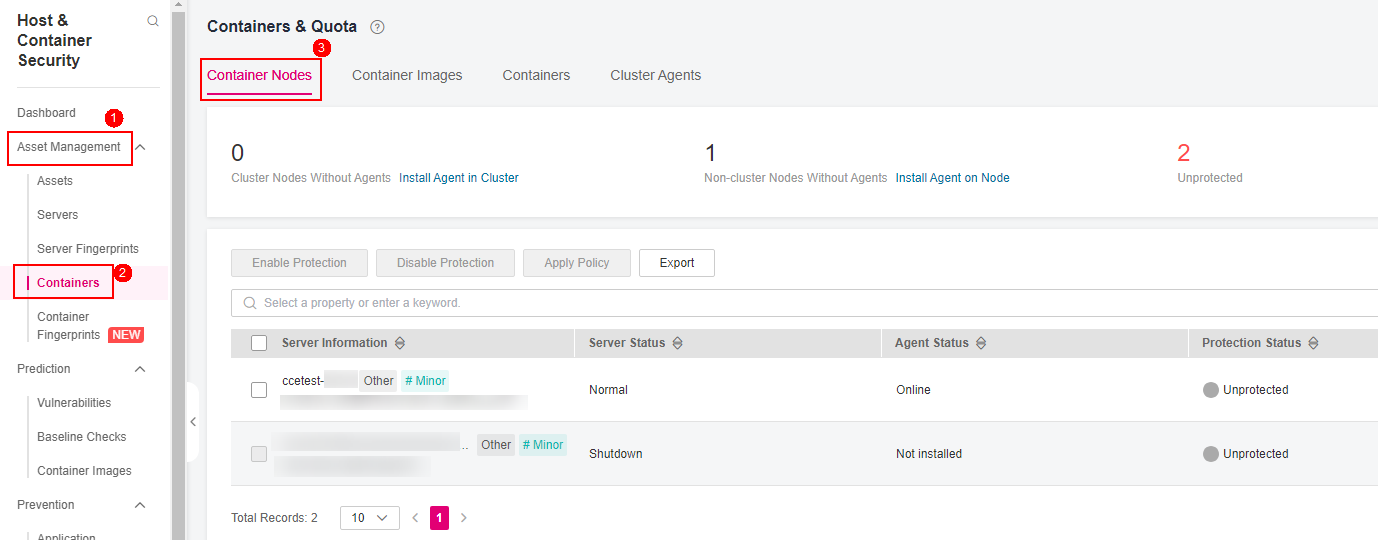 Host &
Container
Security
Dashboard
1
Asset Management
Assets
Servers
Server Fingerprints
Containers
2
Container
Fingerprints NEW
Prediction
Vulnerabilities
Baseline Checks
Container Images
Prevention
Application
Containers & Quota ?
3
Container Nodes Container Images Containers Cluster Agents
0
Cluster Nodes Without Agents Install Agent in Cluster
1
Non-cluster Nodes Without Agents Install Agent on Node
2
Unprotected
Enable Protection Disable Protection Apply Policy Export
Select a property or enter a keyword.
Server Information Server Status Agent Status Protection Status
ccetest- Other # Minor Normal Online Unprotected
.. Other # Minor Shutdown Not installed Unprotected
Total Records: 2 10 < 1 >